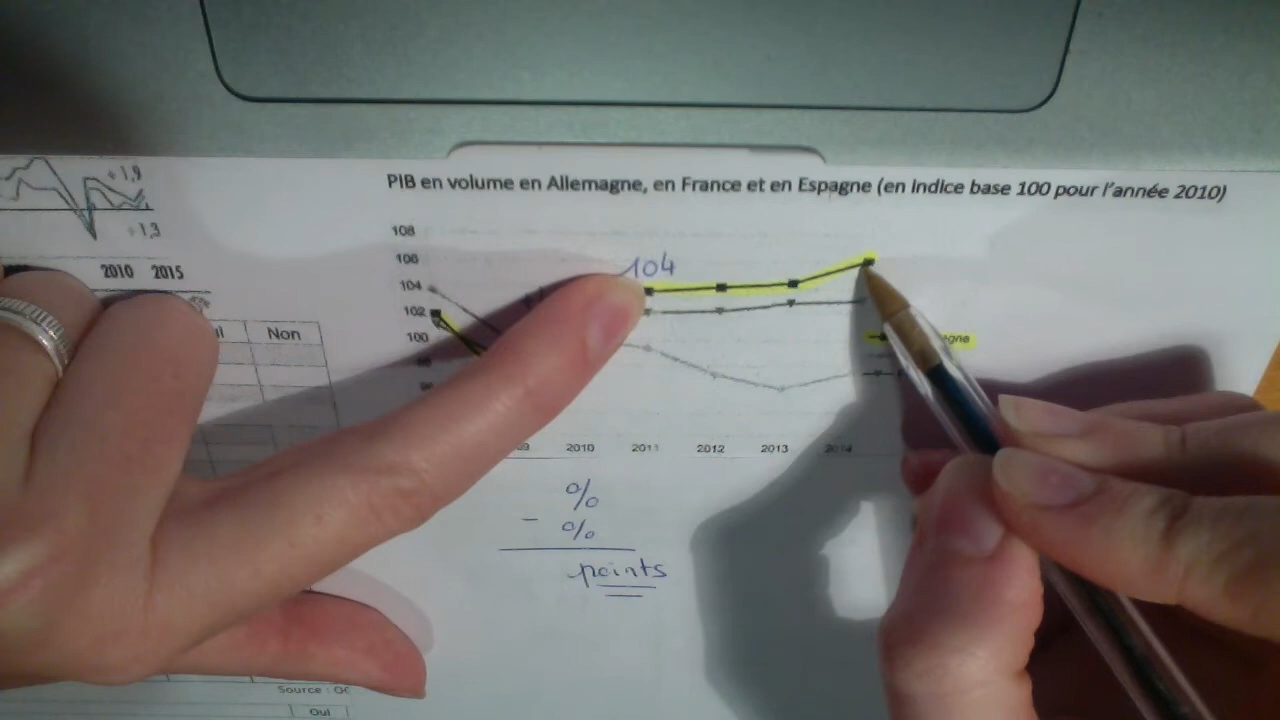 + 1,9
+ 1,3
2010 2015
Non
Source :
Oui
PIB en volume en Allemagne, en France et en Espagne (en indice base 100 pour l'année 2010)
108
106
104
104
102
100
2010 2011 2012 2013 2014
%
- %
points